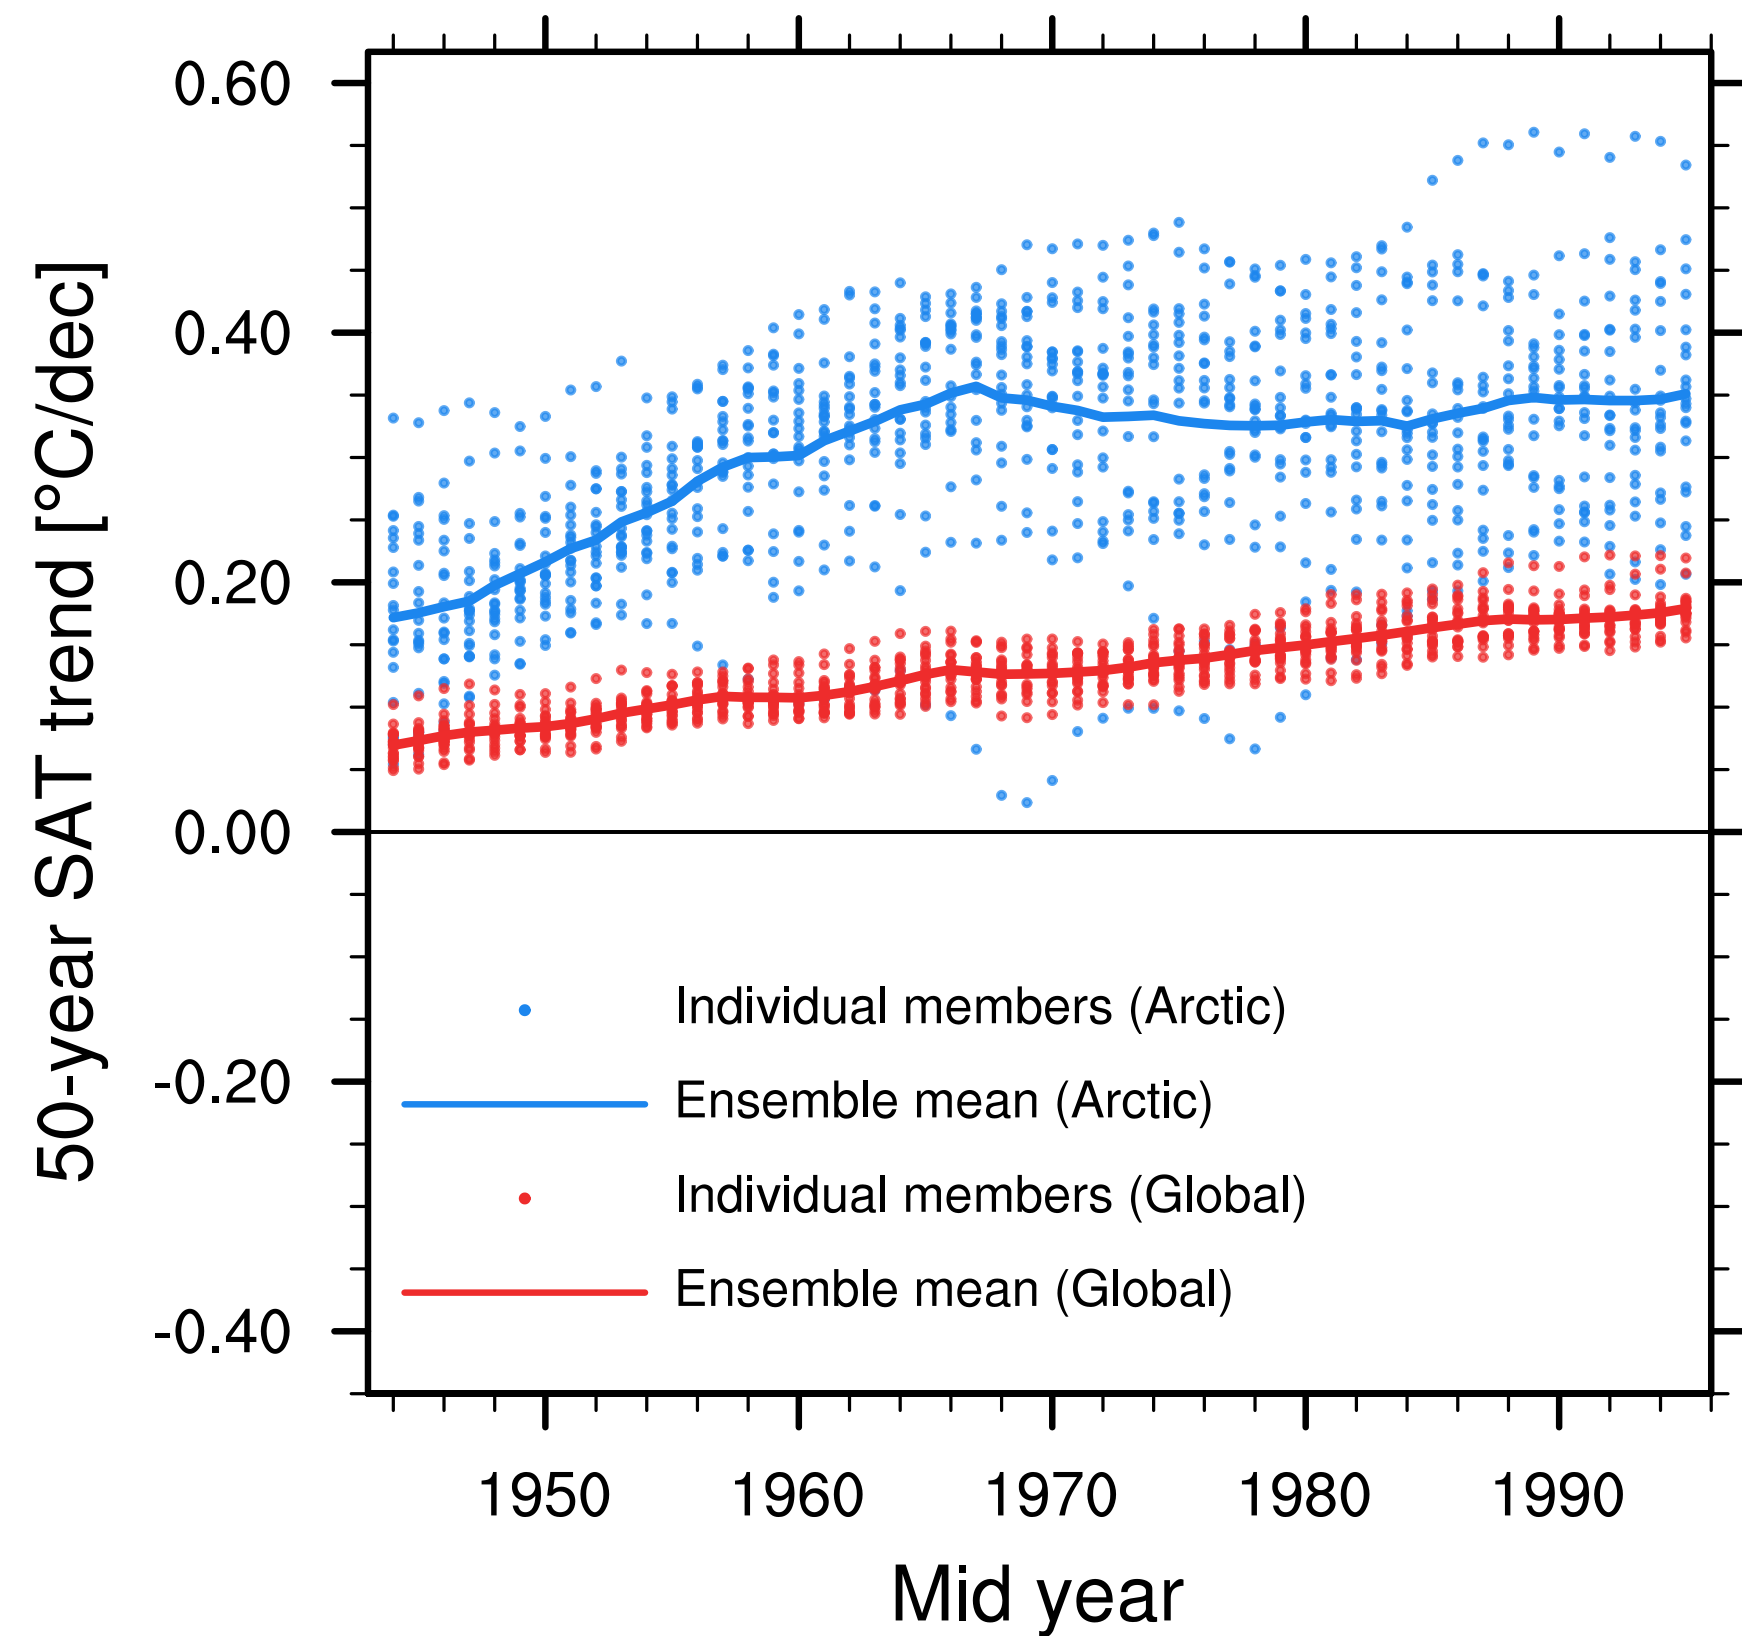 0.60
0.40
0.20
0.00
-0.20
-0.40
50-year SAT trend [°C/dec]
Individual members (Arctic)
Ensemble mean (Arctic)
Individual members (Global)
Ensemble mean (Global)
1950 1960 1970 1980 1990
Mid year